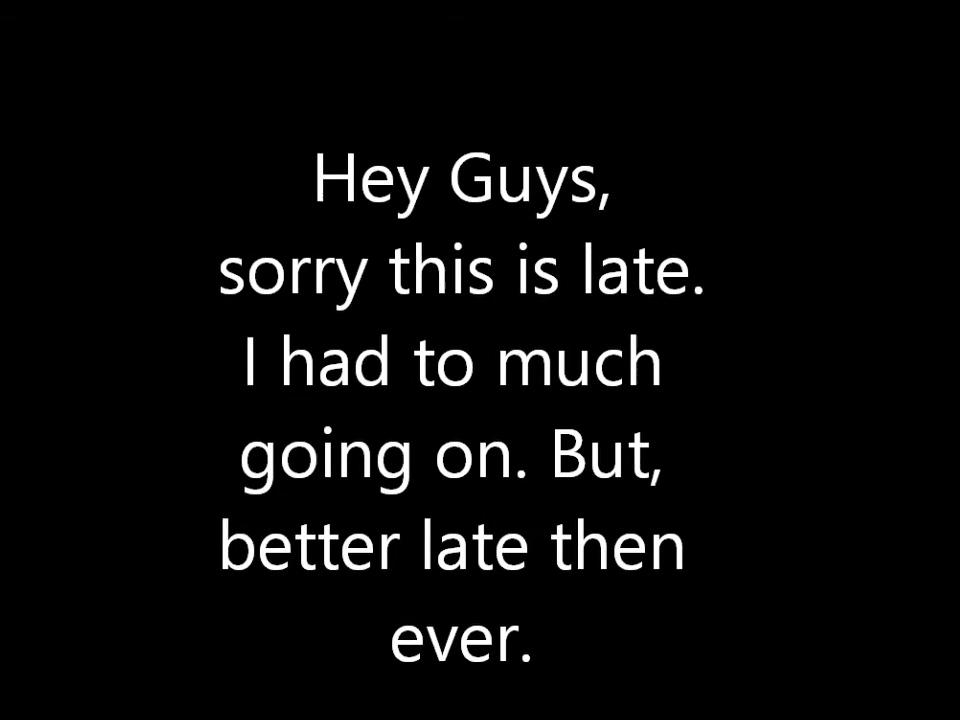 Hey Guys,
sorry this is late.
I had to much
going on. But,
better late then
ever.